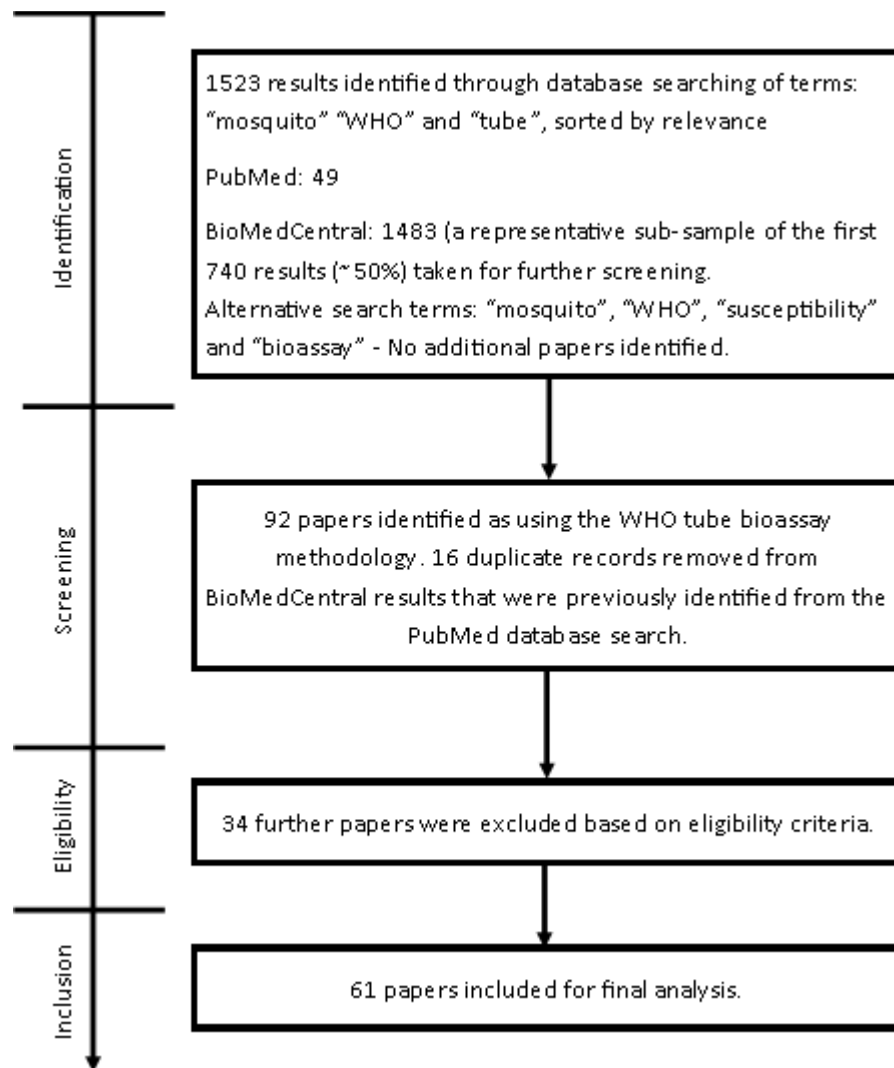 Identification
1523 results identified through database searching of terms:
“mosquito” “WHO” and “tube”, sorted by relevance
PubMed: 49
BioMedCentral: 1483 (a representative sub-sample of the first
740 results (~50%) taken for further screening.
Alternative search terms: “mosquito”, “WHO”, “susceptibility”
and “bioassay” - No additional papers identified.
Screening
92 papers identified as using the WHO tube bioassay
methodology. 16 duplicate records removed from
BioMedCentral results that were previously identified from the
PubMed database search.
Eligibility
34 further papers were excluded based on eligibility criteria.
Inclusion
61 papers included for final analysis.